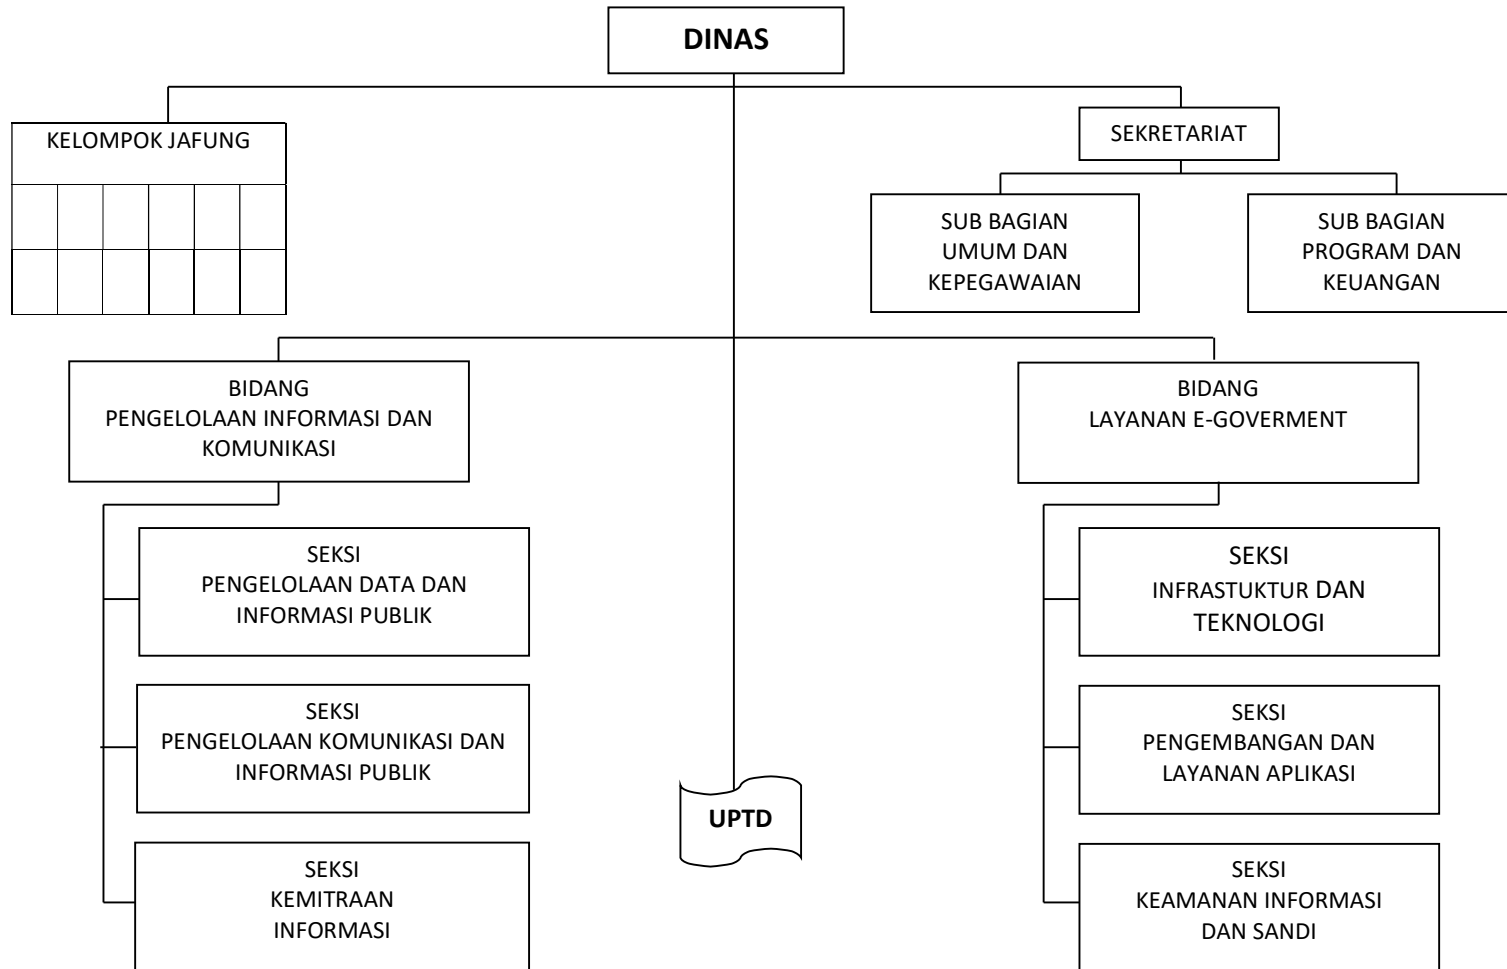 DINAS
KELOMPOK JAFUNG
SEKRETARIAT
SUB BAGIAN
UMUM DAN
KEPEGAWAIAN
SUB BAGIAN
PROGRAM DAN
KEUANGAN
BIDANG
PENGELOLAAN INFORMASI DAN
KOMUNIKASI
BIDANG
LAYANAN E-GOVERMENT
SEKSI
PENGELOLAAN DATA DAN
INFORMASI PUBLIK
SEKSI
INFRASTUKTUR DAN
TEKNOLOGI
SEKSI
PENGELOLAAN KOMUNIKASI DAN
INFORMASI PUBLIK
SEKSI
PENGEMBANGAN DAN
LAYANAN APLIKASI
UPTD
SEKSI
KEMITRAAN
INFORMASI
SEKSI
KEAMANAN INFORMASI
DAN SANDI